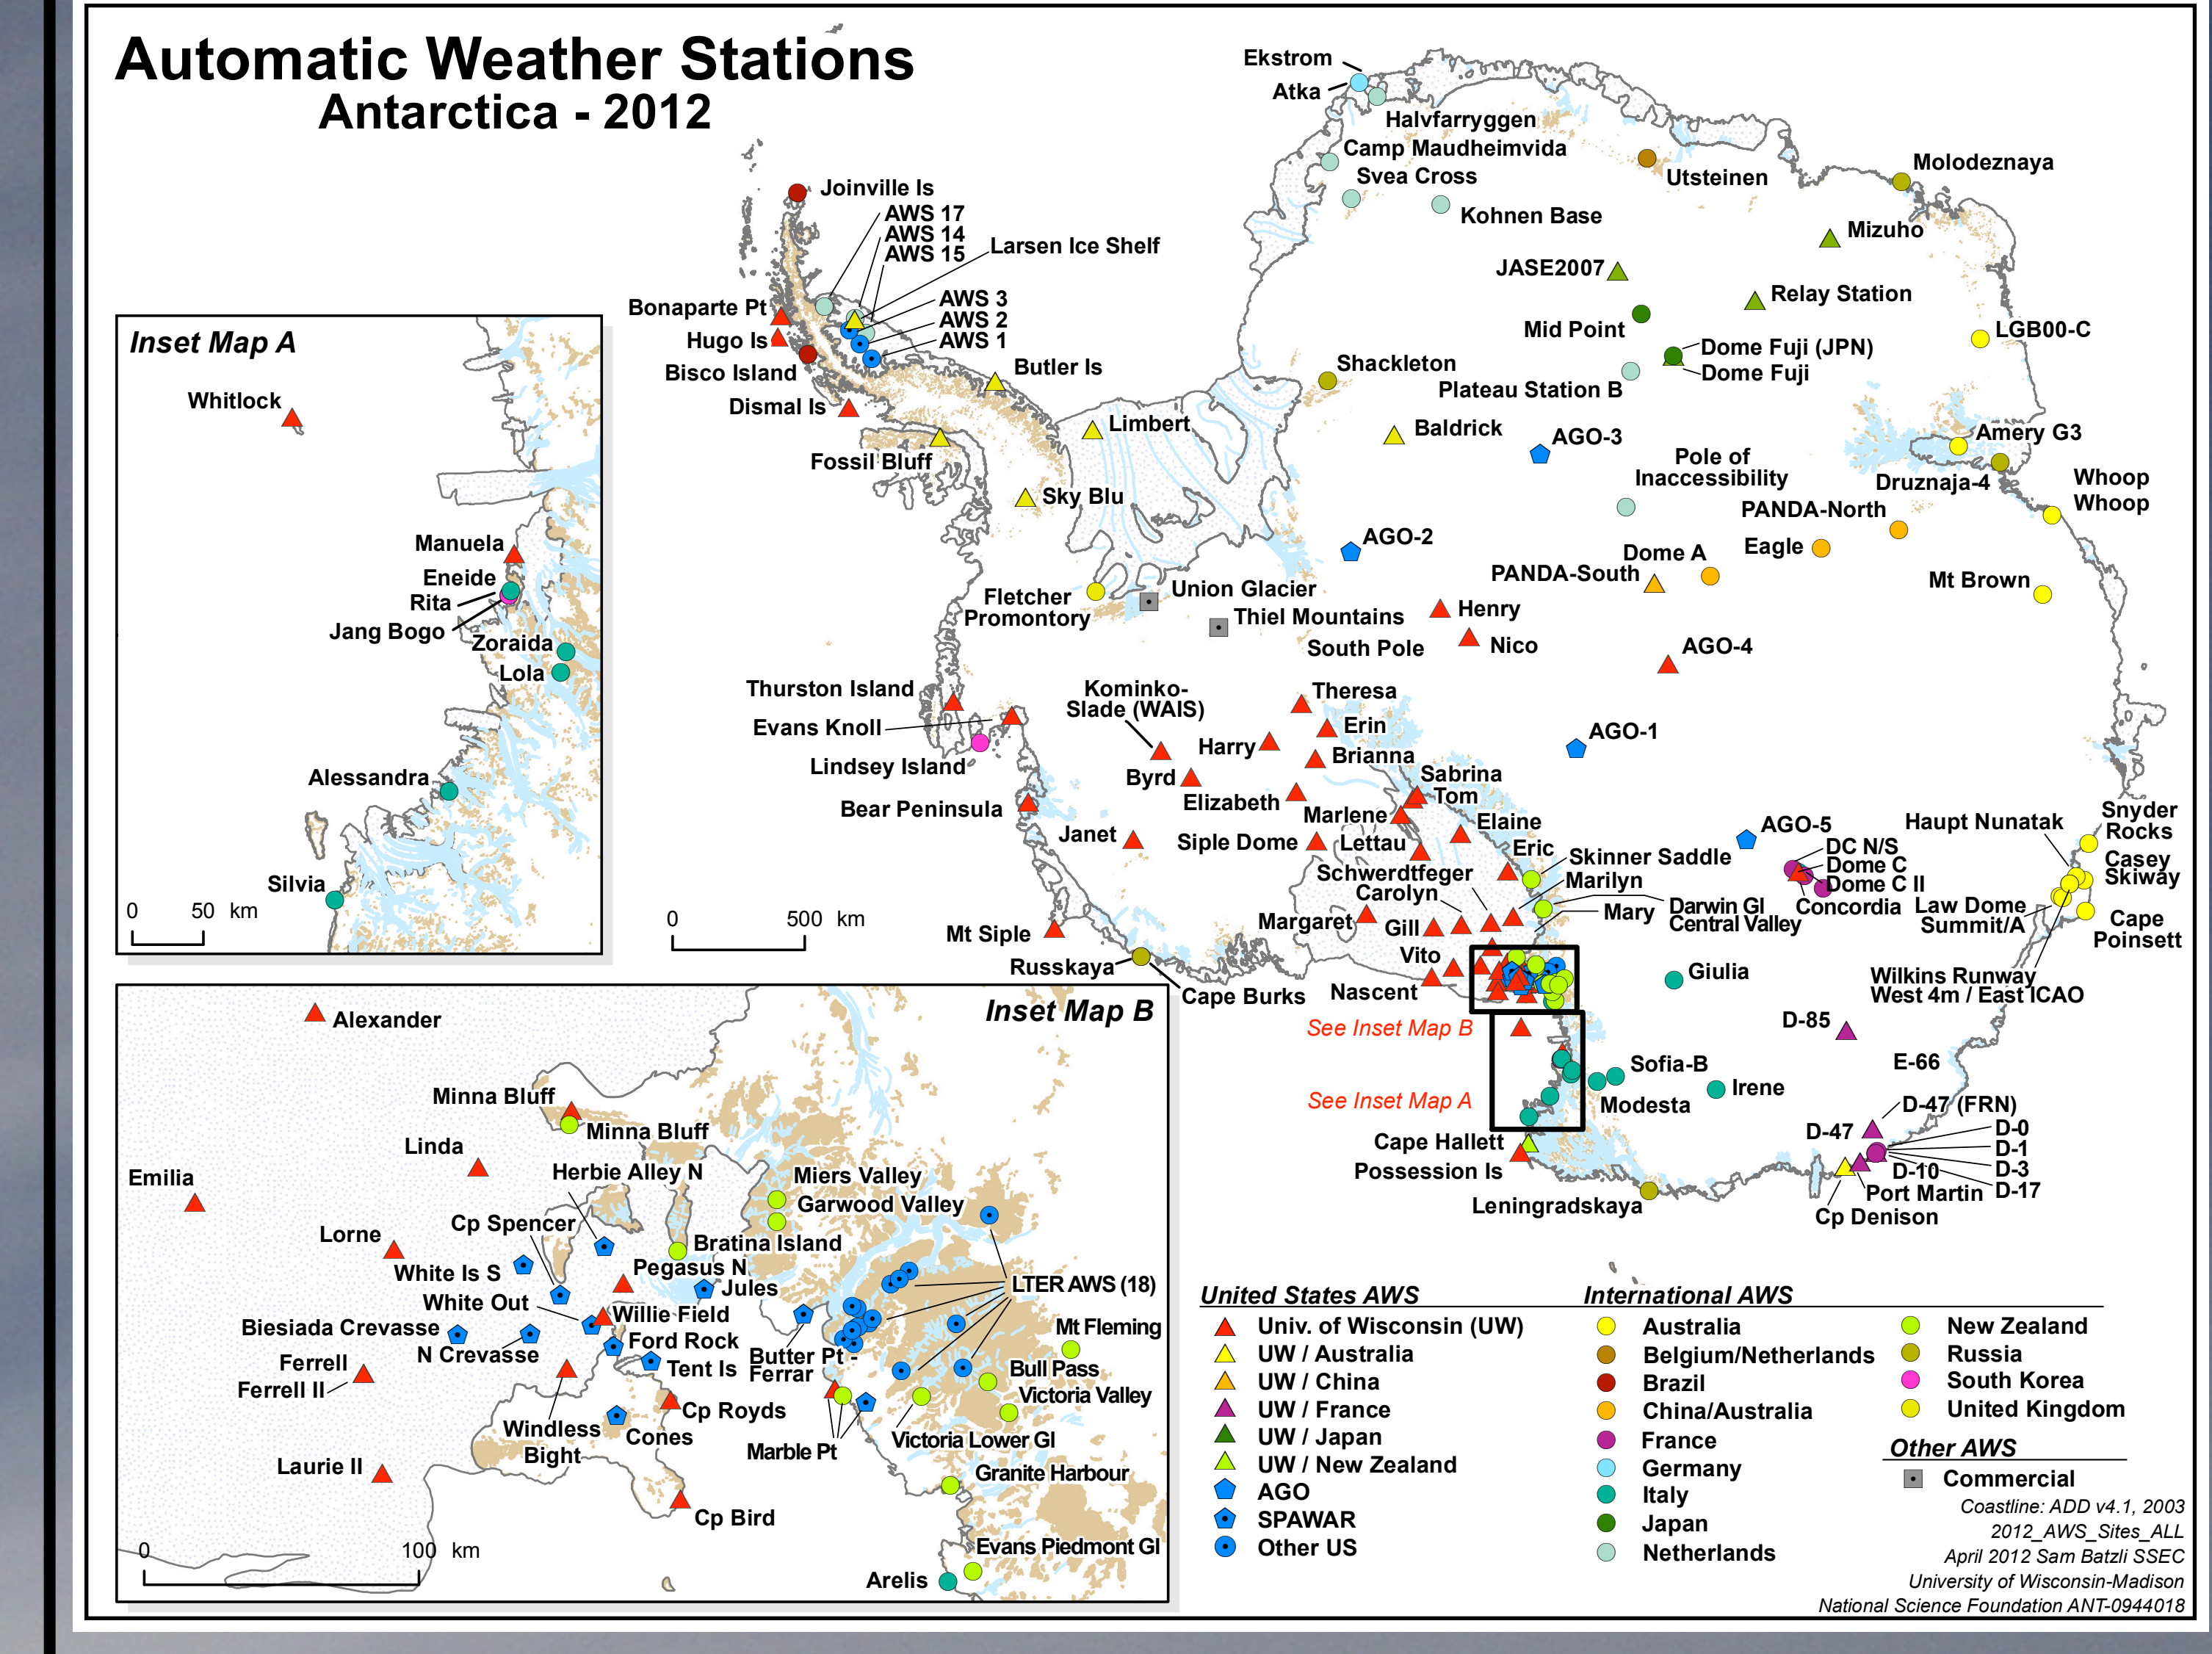 Automatic Weather Stations
Antarctica - 2012
Ekstrom
Atka
Halvfarryggen
Camp Maudheimvida
Svea Cross
Kohnen Base
Utsteinen
Molodeznaya
Mizuho
JASE2007
Relay Station
Mid Point
LGB00-C
Dome Fuji (JPN)
Dome Fuji
Plateau Station B
Shackleton
Baldrick
AGO-3
Amery G3
Pole of
Inaccessibility
Druznaja-4
Whoop
Whoop
PANDA-North
Eagle
Dome A
PANDA-South
Mt Brown
AGO-2
Joinville Is
AWS 17
AWS 14
AWS 15
Larsen Ice Shelf
AWS 3
AWS 2
AWS 1
Bonaparte Pt
Hugo Is
Bisco Island
Dismal Is
Butler Is
Limbert
Fossil Bluff
Sky Blu
Fletcher
Promontory
Union Glacier
Thiel Mountains
South Pole
Henry
Nico
AGO-4
Thurston Island
Evans Knoll
Lindsey Island
Bear Peninsula
Kominko-
Slade (WAIS)
Byrd
Harry
Theresa
Erin
Brianna
Elizabeth
Janet
Siple Dome
Sabrina
Tom
Marlene
Elaine
Lettau
Eric
AGO-1
AGO-5
Skinner Saddle
Schwerdtfeger
Carolyn
Marilyn
Mary
Darwin Gl
Central Valley
Margaret
Gill
Vito
Nascent
DC N/S
Dome C
Dome C II
Concordia
Haupt Nunatak
Snyder
Rocks
Casey
Skiway
Law Dome
Summit/A
Cape
Poinsett
Wilkins Runway
West 4m / East ICAO
Mt Siple
Russkaya
Cape Burks
0 500 km
See Inset Map B
See Inset Map A
Giulia
D-85
E-66
Sofia-B
Modesta
Irene
Cape Hallett
Possession Is
Leningradskaya
D-47 (FRN)
D-47
D-0
D-1
D-3
D-10
D-17
Port Martin
Cp Denison
Inset Map A
Whitlock
Manuela
Eneide
Rita
Jang Bogo
Zoraida
Lola
Alessandra
Silvia
0 50 km
Inset Map B
Alexander
Minna Bluff
Minna Bluff
Linda
Herbie Alley N
Emilia
Miers Valley
Garwood Valley
Cp Spencer
Lorne
Bratina Island
White Is S
Pegasus N
Jules
LTER AWS (18)
White Out
Willie Field
Biesiada Crevasse
N Crevasse
Ford Rock
Tent Is
Butter Pt -
Ferrar
Mt Fleming
Ferrell
Ferrell II
Bull Pass
Victoria Valley
Cp Royds
Windless
Bight
Cones
Marble Pt
Victoria Lower Gl
Laurie II
Granite Harbour
Cp Bird
Evans Piedmont Gl
Arelis
0 100 km
United States AWS
Univ. of Wisconsin (UW)
UW / Australia
UW / China
UW / France
UW / Japan
UW / New Zealand
AGO
SPAWAR
Other US
International AWS
Australia
Belgium/Netherlands
Brazil
China/Australia
France
Germany
Italy
Japan
Netherlands
New Zealand
Russia
South Korea
United Kingdom
Other AWS
Commercial
Coastline: ADD v4.1, 2003
2012_AWS_Sites_ALL
April 2012 Sam Batzli SSEC
University of Wisconsin-Madison
National Science Foundation ANT-0944018